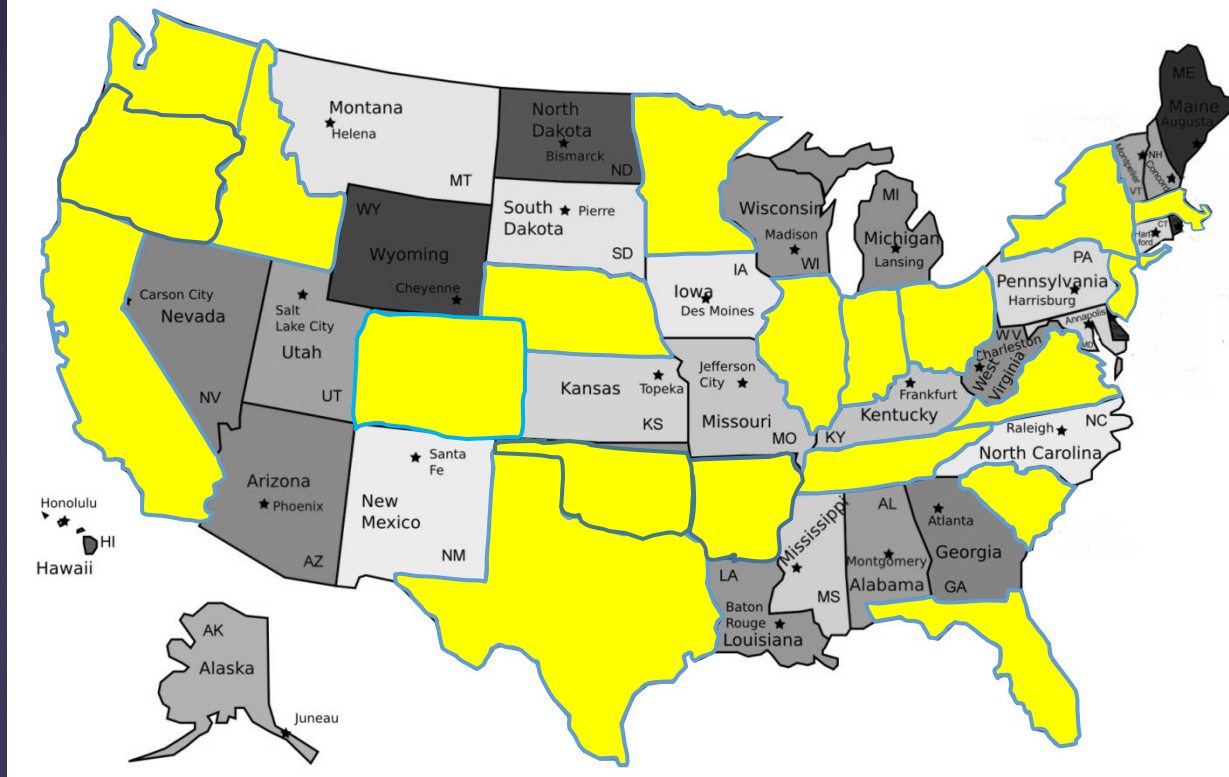 Montana
Helena
MT
North
Dakota
Bismarck
ND
ME
Maine
Augusta
Montpelier
VT
NH
Concord
WY
Wyoming
Cheyenne
South
Dakota
Pierre
SD
Wisconsin
Madison
WI
MI
Michigan
Lansing
CT
Hart
ford
Carson City
Nevada
NV
Salt
Lake City
Utah
UT
IA
Iowa
Des Moines
PA
Pennsylvania
Harrisburg
Annapolis
MD
WV
Charleston
West
Virginia
Kansas
Topeka
KS
Jefferson
City
Missouri
MO
Frankfurt
Kentucky
KY
Raleigh
NC
North Carolina
Arizona
Phoenix
AZ
Santa
Fe
New
Mexico
NM
Mississippi
MS
AL
Montgomery
Alabama
Atlanta
Georgia
GA
LA
Baton
Rouge
Louisiana
Honolulu
HI
Hawaii
AK
Alaska
Juneau